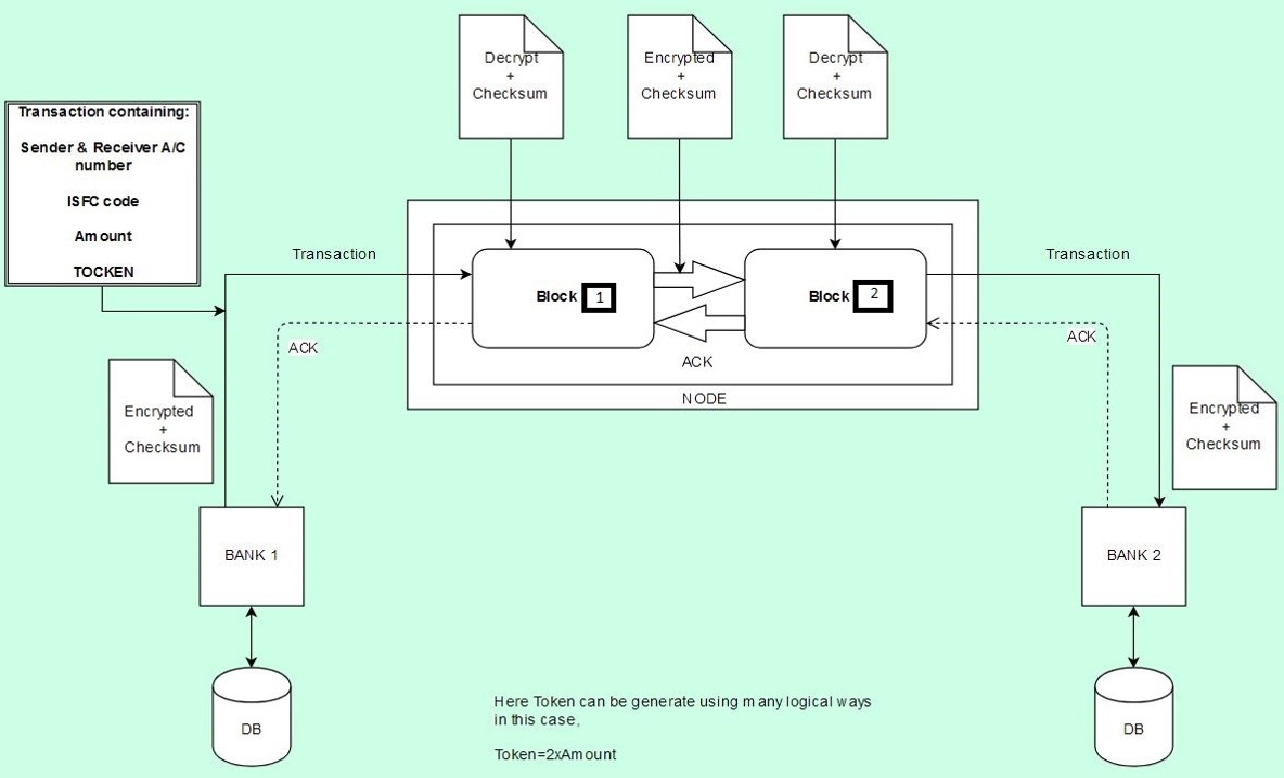 Decrypt
+
Checksum
Encrypted
+
Checksum
Decrypt
+
Checksum
Transaction containing:
Sender & Receiver A/C
number
ISFC code
Amount
TOCKEN
Transaction
Transaction
Block 1
Block 2
ACK
ACK
ACK
NODE
Encrypted
+
Checksum
Encrypted
+
Checksum
BANK 1
BANK 2
DB
DB
Here Token can be generate using many logical ways
in this case,
Token=2xAmount